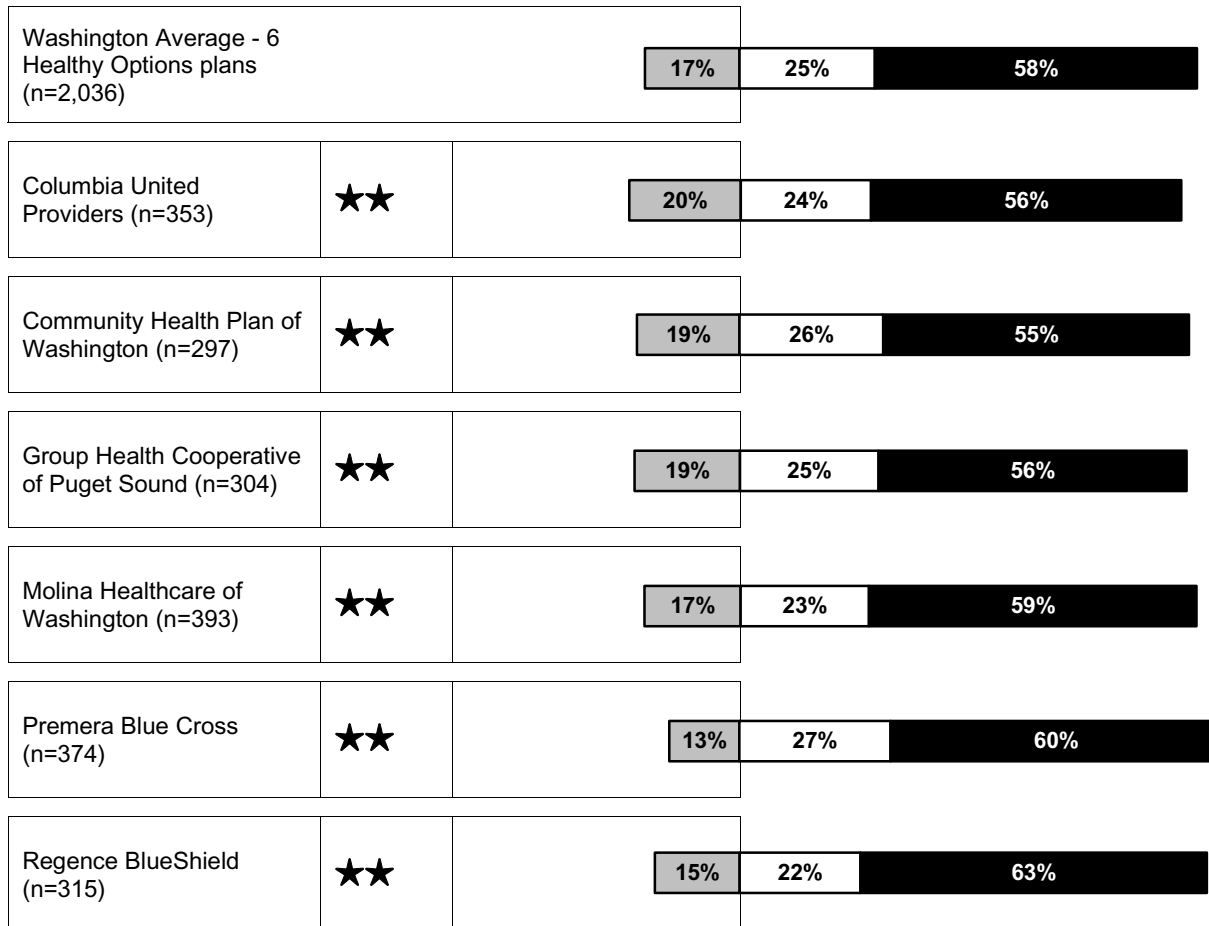 Washington Average - 6
Healthy Options plans
(n=2,036)
17% 25% 58%
Columbia United
Providers (n=353)
★★
20% 24% 56%
Community Health Plan of
Washington (n=297)
★★
19% 26% 55%
Group Health Cooperative
of Puget Sound (n=304)
★★
19% 25% 56%
Molina Healthcare of
Washington (n=393)
★★
17% 23% 59%
Premera Blue Cross
(n=374)
★★
13% 27% 60%
Regence BlueShield
(n=315)
★★
15% 22% 63%